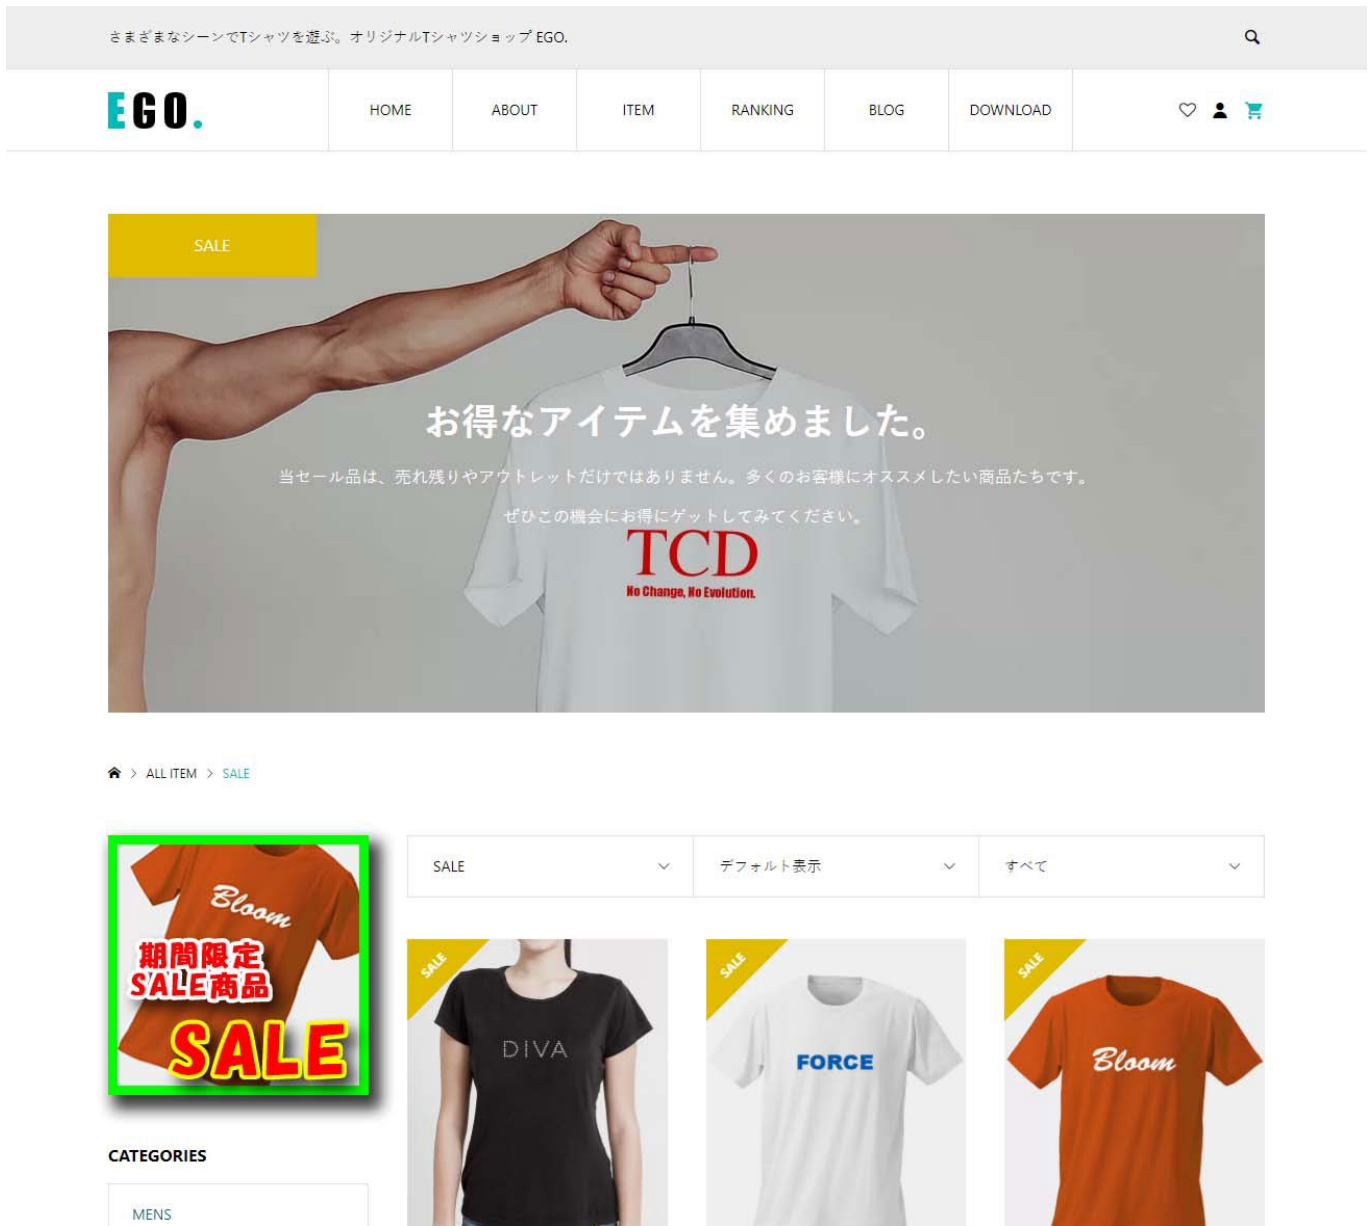 さまざまなシーンでTシャツを遊ぶ。オリジナルTシャツショップ EGO.
EGO.
HOME
ABOUT
ITEM
RANKING
BLOG
DOWNLOAD
SALE
お得なアイテムを集めました。
当セール品は、売れ残りやアウトレットだけではありません。多くのお客様にオススメしたい商品たちです。
ぜひこの機会にお得にゲットしてみてください。
TCD
No Change, No Evolution.
ALL ITEM > SALE
Bloom
期間限定
SALE商品
SALE
SALE
デフォルト表示
すべて
SALE
DIVA
SALE
FORCE
SALE
Bloom
CATEGORIES
MENS